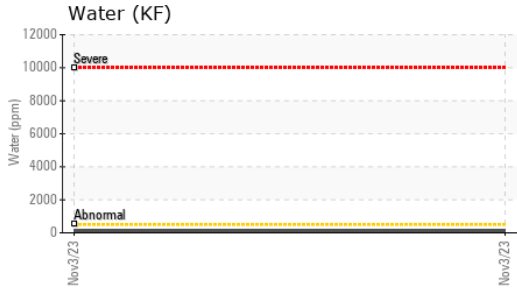 Water (KF)
12000
10000
8000
6000
4000
2000
0
Water (ppm)
Severe
Abnormal
Nov3/23
Nov3/23